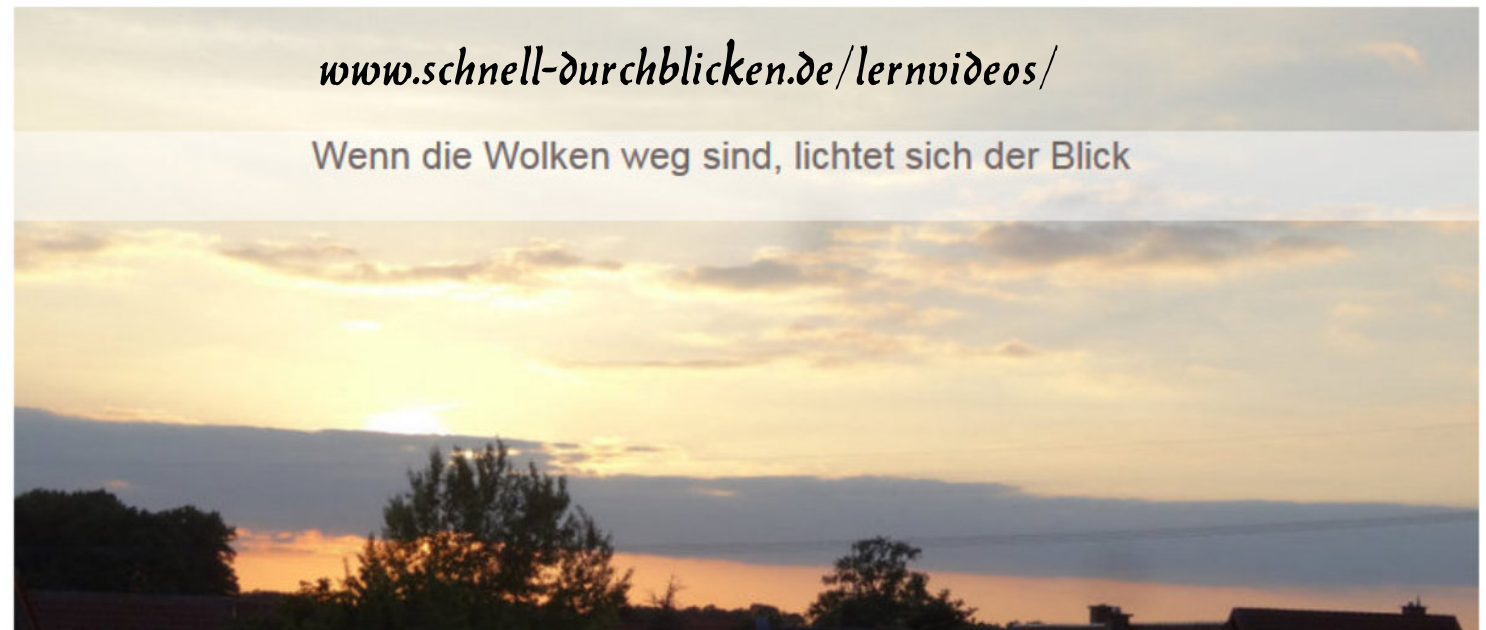 www.schnell-durchblicken.de/lernvideos/
Wenn die Wolken weg sind, lichtet sich der Blick